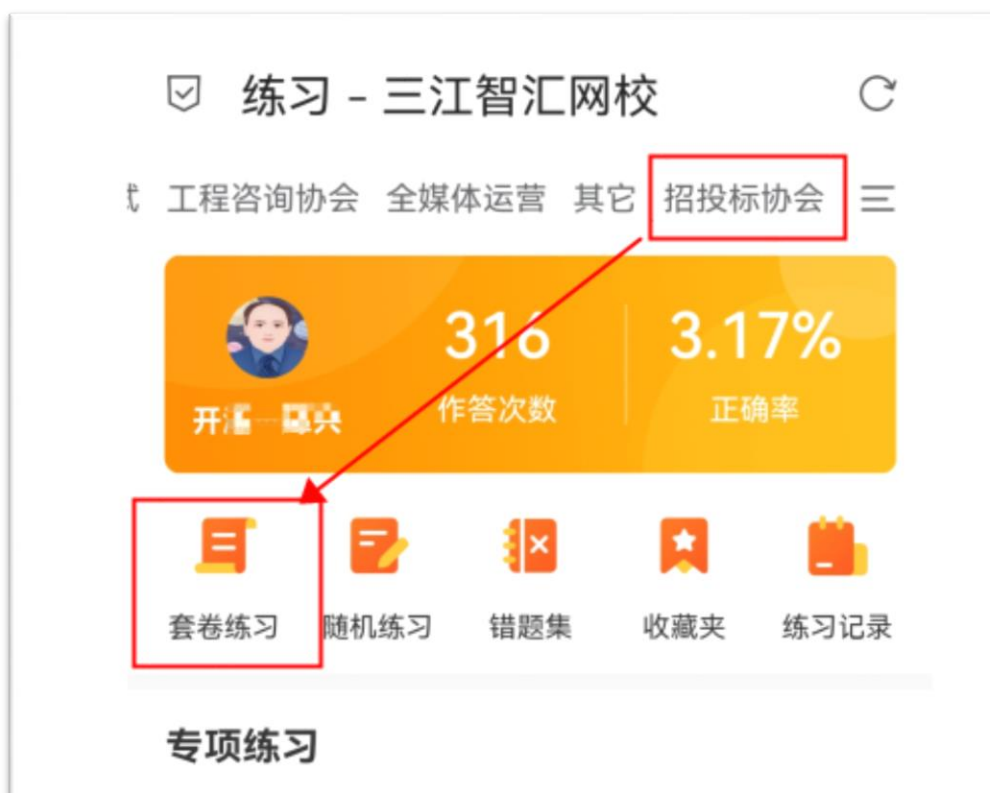 练习 - 三江智汇网校
工程咨询协会 全媒体运营 其它 招投标协会
316 3.17%
作答次数 正确率
套卷练习 随机练习 错题集 收藏夹 练习记录
专项练习